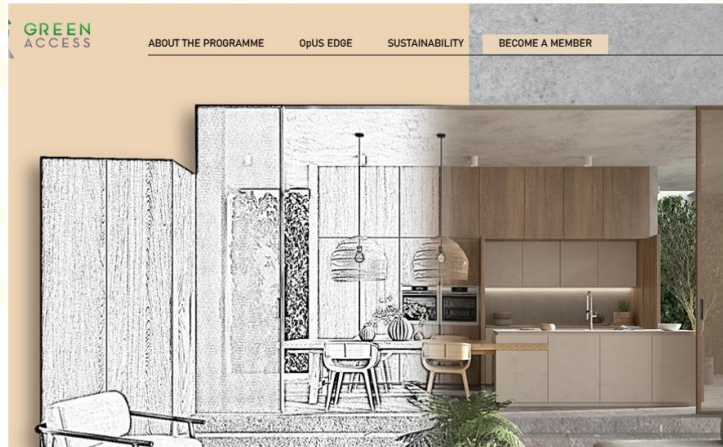 GREEN
ACCESS
ABOUT THE PROGRAMME
OpUS EDGE
SUSTAINABILITY
BECOME A MEMBER